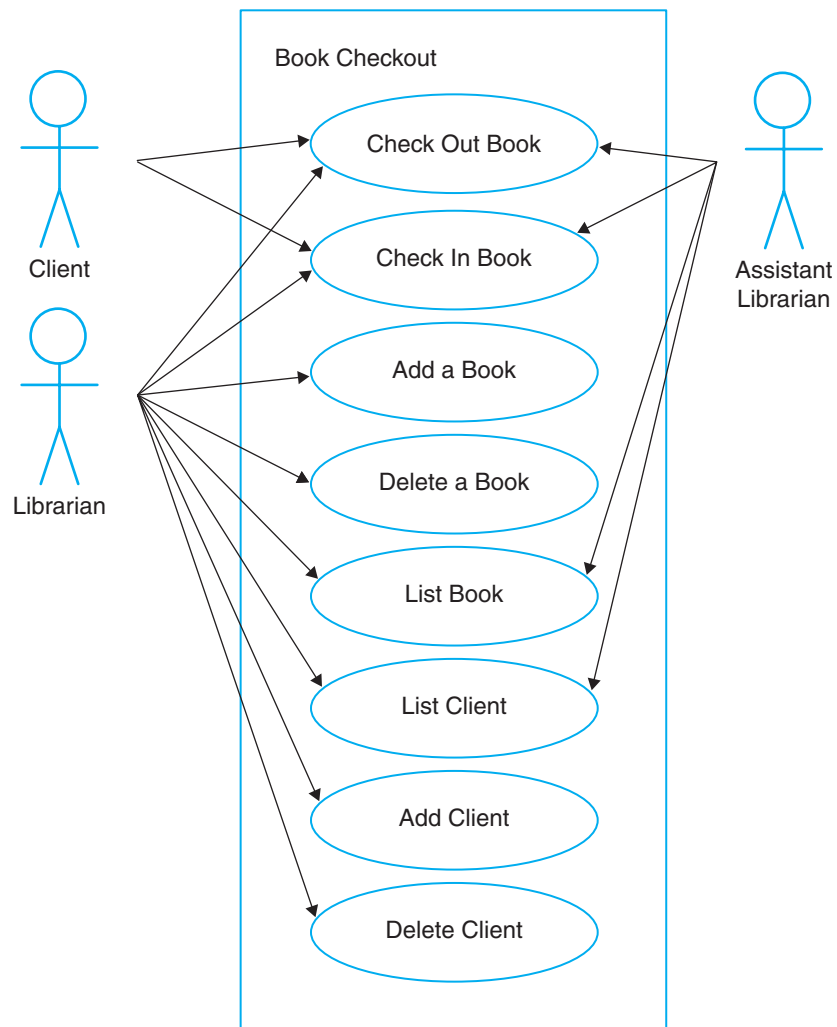 Book Checkout
Check Out Book
Client
Check In Book
Assistant
Librarian
Add a Book
Librarian
Delete a Book
List Book
List Client
Add Client
Delete Client